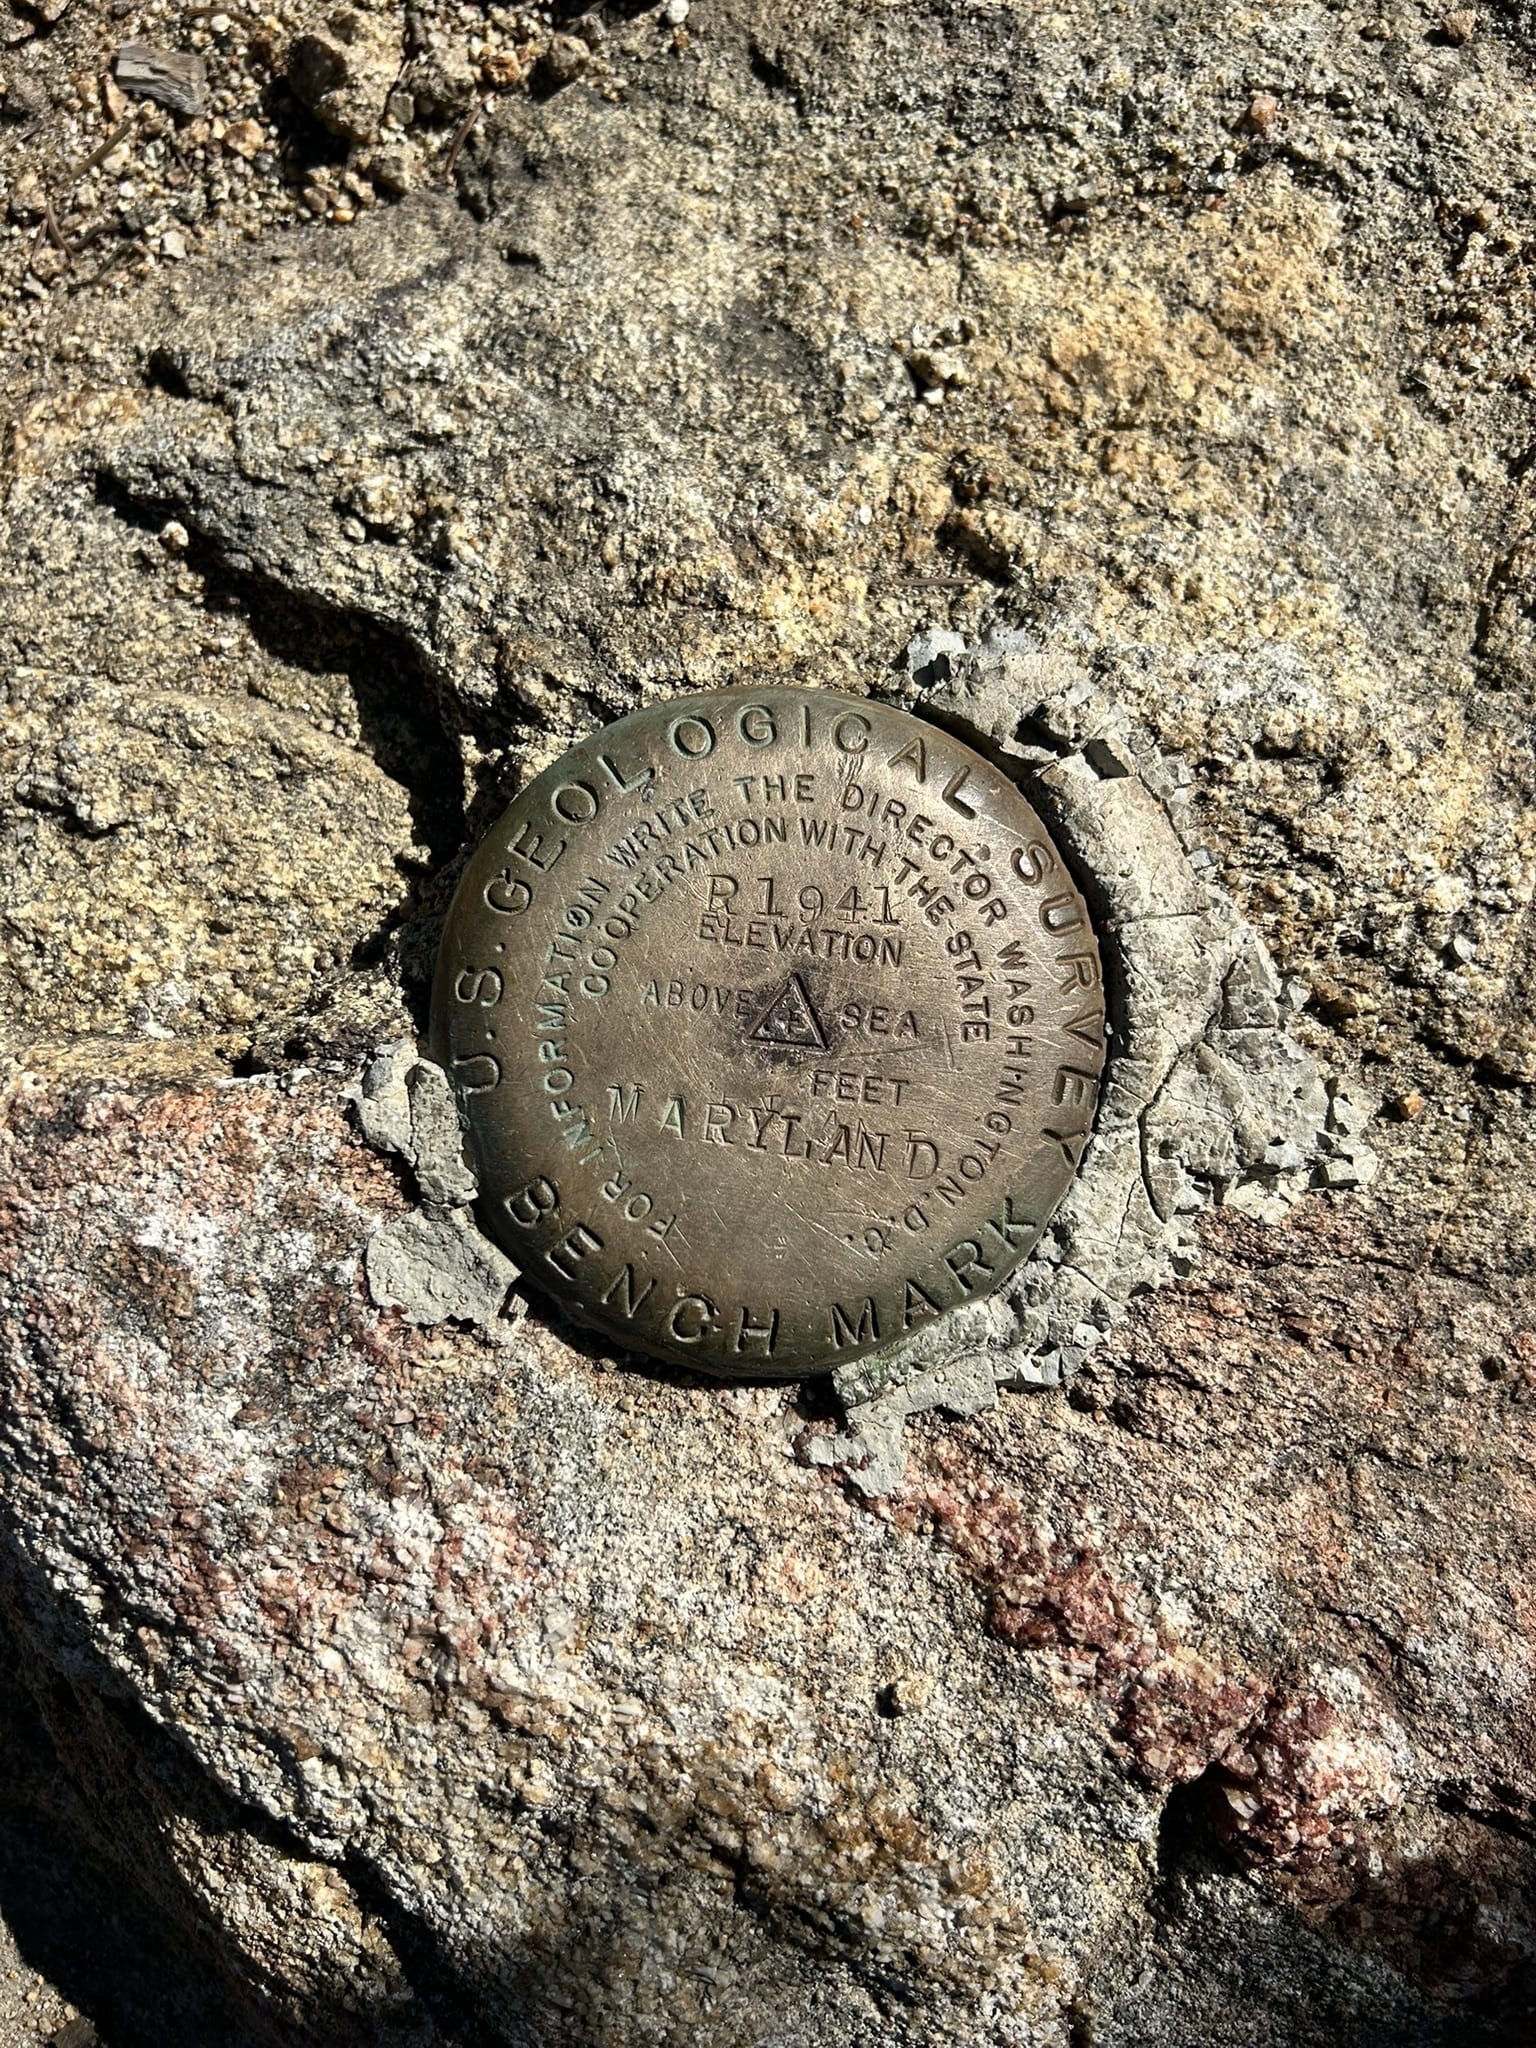 U.S. GEOLOGICAL SURVEY
FOR INFORMATION WRITE THE DIRECTOR WASHINGTON, D.C.
COOPERATION WITH THE STATE
R 1941
ELEVATION
ABOVE SEA
FEET
MARYLAND
BENCH MARK